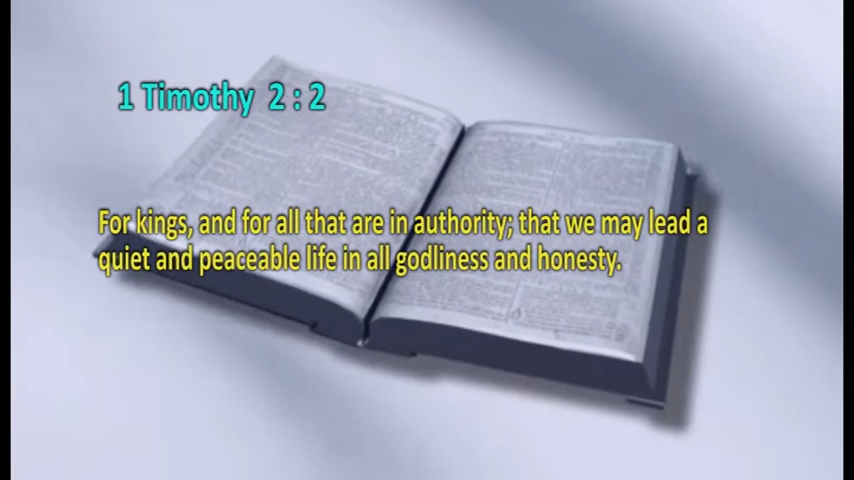 1 Timothy 2 : 2
For kings, and for all that are in authority; that we may lead a
quiet and peaceable life in all godliness and honesty.